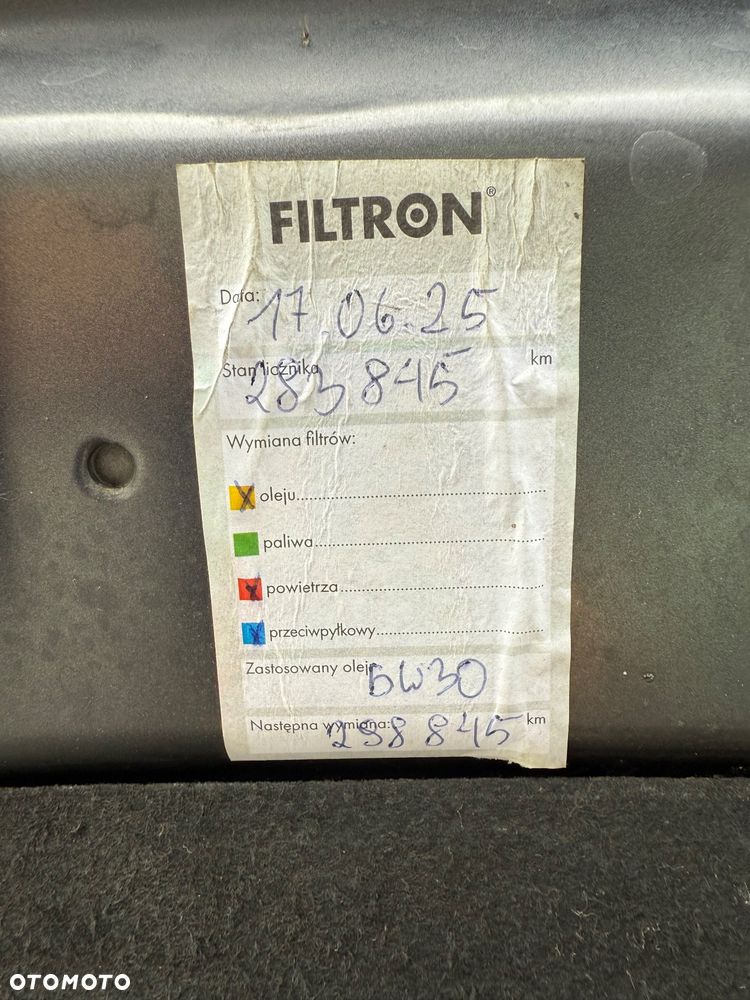 FILTRON®
Data: 17.06.25
Stan licznika 283 845 km
Wymiana filtrów:
X oleju
paliwa
X powietrza
X przeciwpyłkowy
Zastosowany olej: 5W30
Następna wymiana: 298 845 km
OTOMOTO